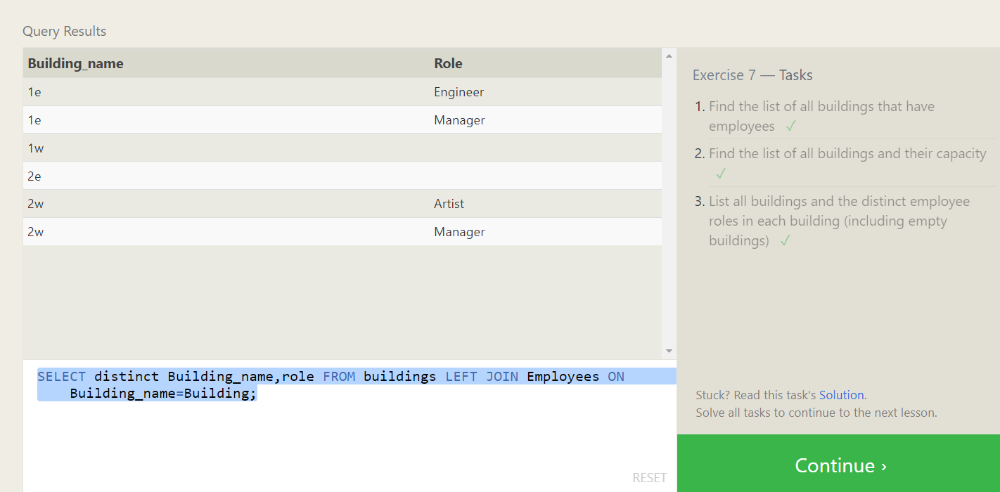 Query Results
Building_name Role
1e Engineer
1e Manager
1w
2e
2w Artist
2w Manager
SELECT distinct Building_name,role FROM buildings LEFT JOIN Employees ON
Building_name=Building;
RESET
Exercise 7 — Tasks
1. Find the list of all buildings that have
employees ✓
2. Find the list of all buildings and their capacity
✓
3. List all buildings and the distinct employee
roles in each building (including empty
buildings) ✓
Stuck? Read this task's Solution.
Solve all tasks to continue to the next lesson.
Continue ›